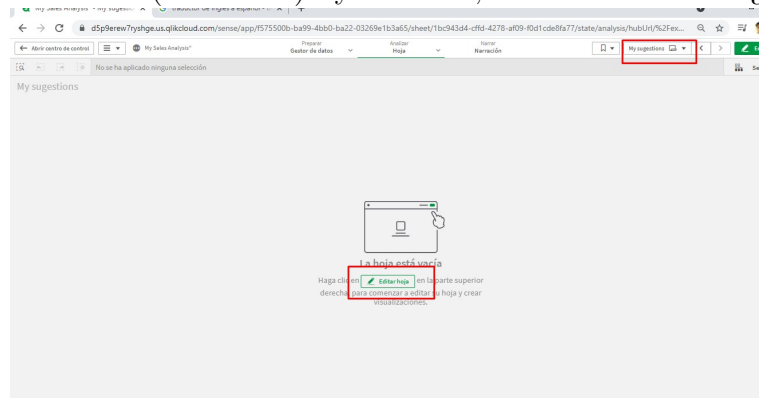 My Sales Analysis - My sugesti
traductor de ingles a español -
d5p9erew7ryshge.us.qlikcloud.com/sense/app/f575500b-ba99-4bb0-ba22-03269e1b3a65/sheet/1bc943d4-cffd-4278-af09-f0d1cde8fa77/state/analysis/hubUrl/%2Fex...
Abrir centro de control
My Sales Analysis*
Preparar
Gestor de datos
Analizar
Hoja
Narrar
Narración
My sugestions
No se ha aplicado ninguna selección
My sugestions
La hoja está vacía
Haga clic en Editar hoja en la parte superior
derecha para comenzar a editar su hoja y crear
visualizaciones.